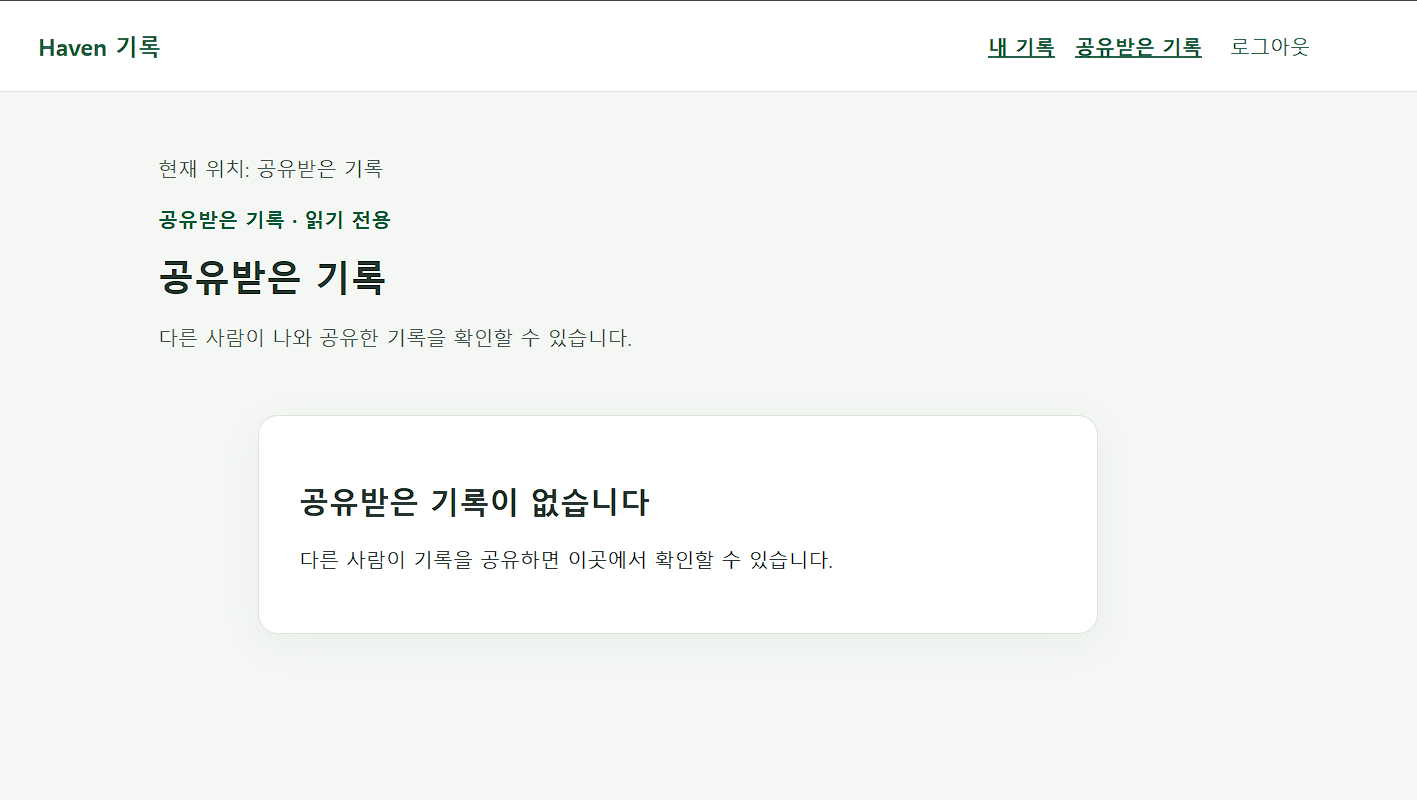 Haven 기록
내 기록 공유받은 기록 로그아웃
현재 위치: 공유받은 기록
공유받은 기록 · 읽기 전용
공유받은 기록
다른 사람이 나와 공유한 기록을 확인할 수 있습니다.
공유받은 기록이 없습니다
다른 사람이 기록을 공유하면 이곳에서 확인할 수 있습니다.